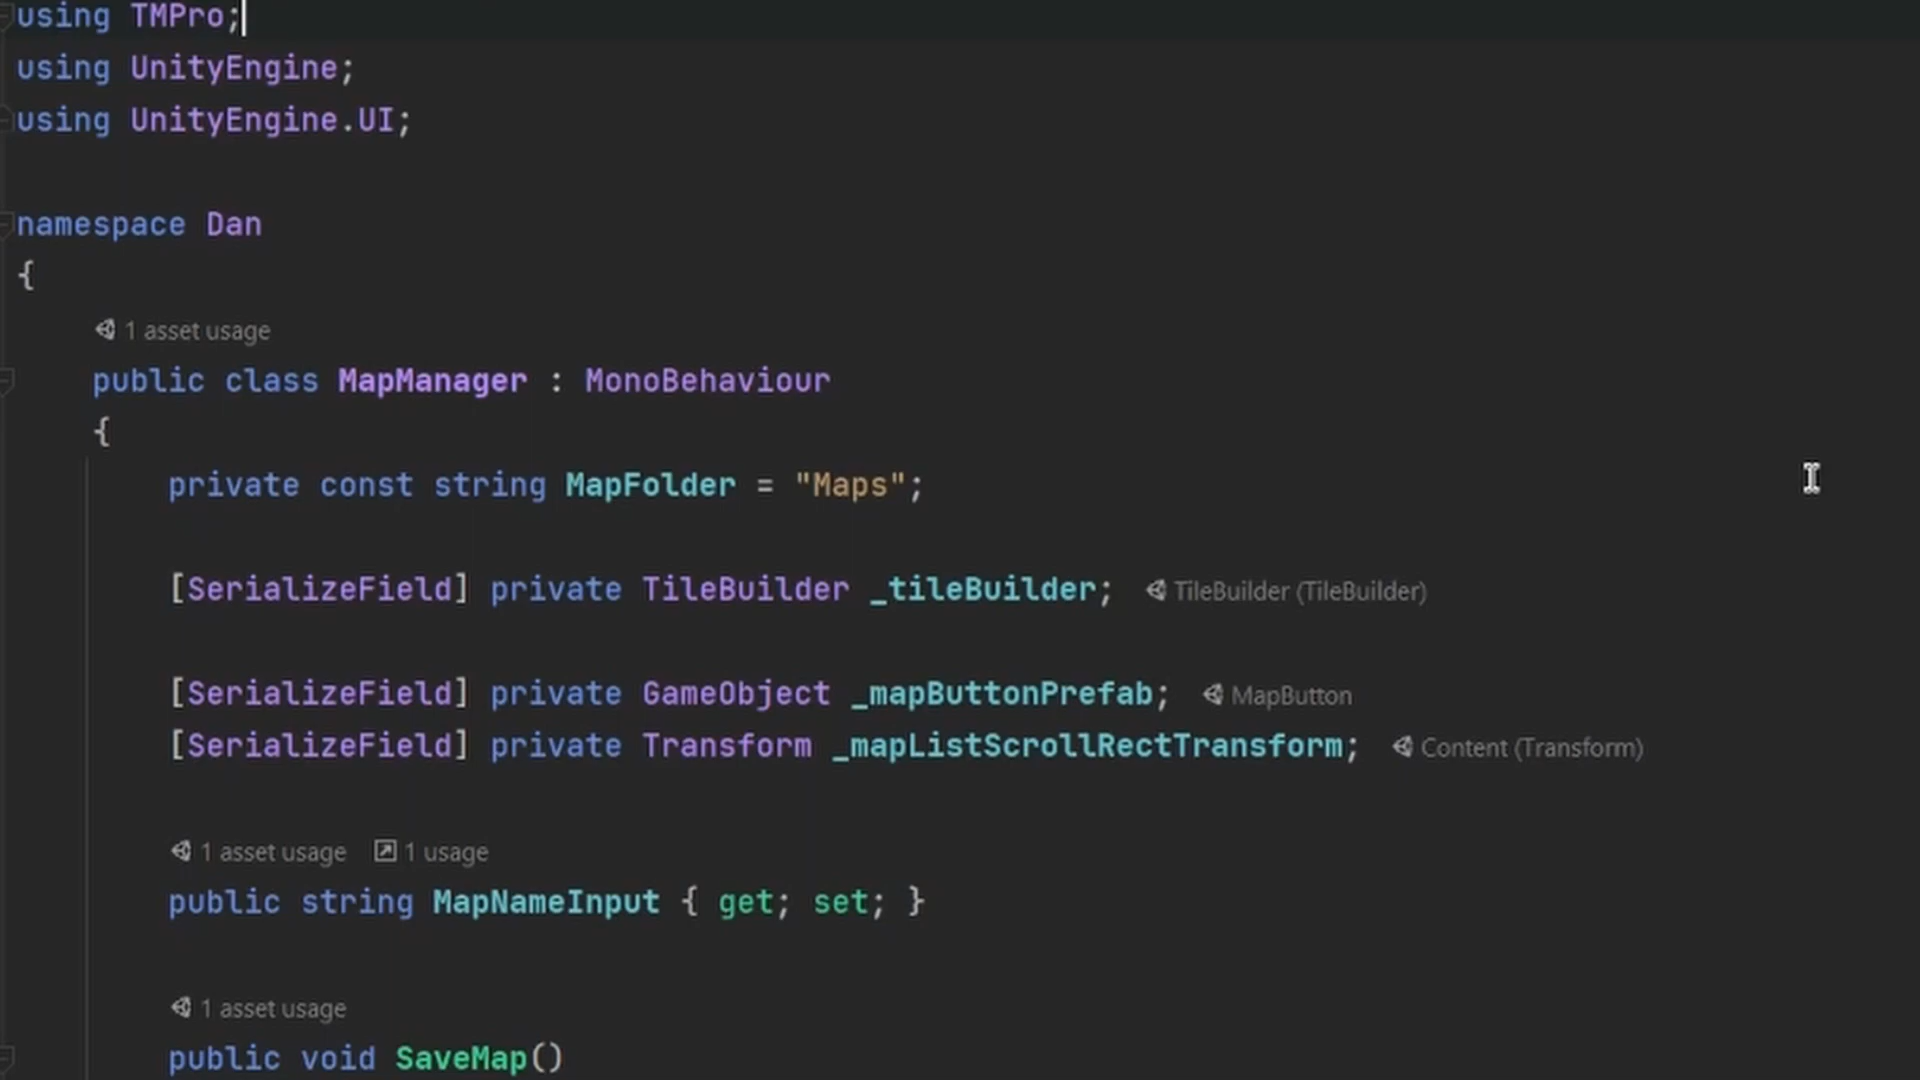 using TMPro;
using UnityEngine;
using UnityEngine.UI;
namespace Dan
{
1 asset usage
public class MapManager : MonoBehaviour
{
private const string MapFolder = "Maps";
[SerializeField] private TileBuilder _tileBuilder; TileBuilder (TileBuilder)
[SerializeField] private GameObject _mapButtonPrefab; MapButton
[SerializeField] private Transform _mapListScrollRectTransform; Content (Transform)
1 asset usage 1 usage
public string MapNameInput { get; set; }
1 asset usage
public void SaveMap()